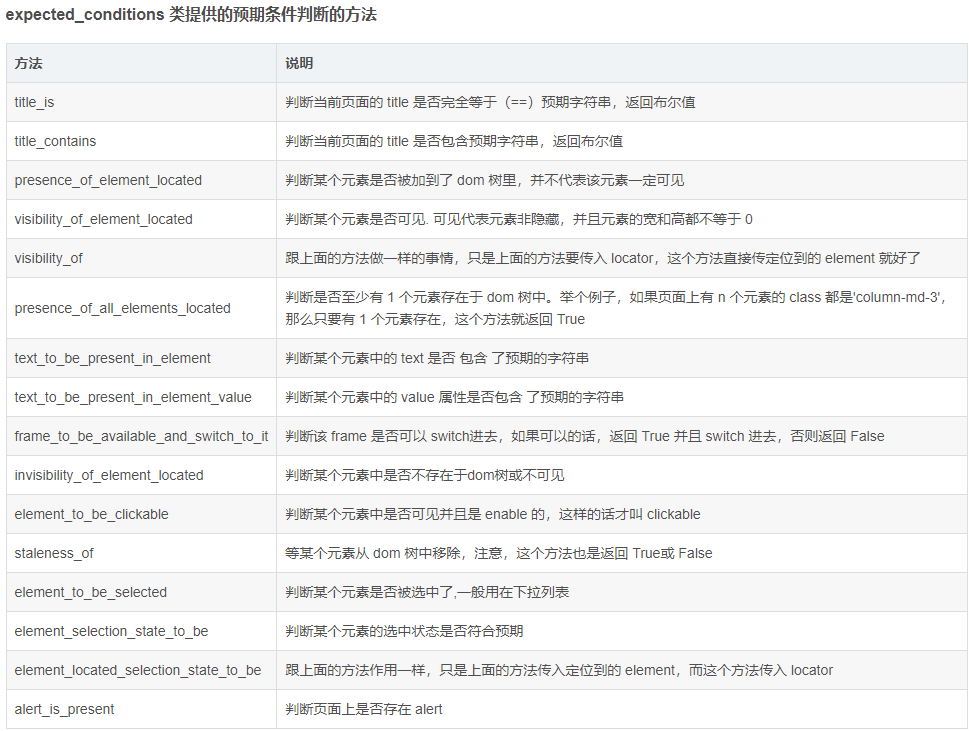 expected_conditions 类提供的预期条件判断的方法
方法 说明
title_is 判断当前页面的 title 是否完全等于（==）预期字符串，返回布尔值
title_contains 判断当前页面的 title 是否包含预期字符串，返回布尔值
presence_of_element_located 判断某个元素是否被加到了 dom 树里，并不代表该元素一定可见
visibility_of_element_located 判断某个元素是否可见. 可见代表元素非隐藏，并且元素的宽和高都不等于 0
visibility_of 跟上面的方法做一样的事情，只是上面的方法要传入 locator，这个方法直接传定位到的 element 就好了
presence_of_all_elements_located 判断是否至少有 1 个元素存在于 dom 树中。举个例子，如果页面上有 n 个元素的 class 都是'column-md-3'，
那么只要有 1 个元素存在，这个方法就返回 True
text_to_be_present_in_element 判断某个元素中的 text 是否 包含 了预期的字符串
text_to_be_present_in_element_value 判断某个元素中的 value 属性是否包含 了预期的字符串
frame_to_be_available_and_switch_to_it 判断该 frame 是否可以 switch进去，如果可以的话，返回 True 并且 switch 进去，否则返回 False
invisibility_of_element_located 判断某个元素中是否不存在于dom树或不可见
element_to_be_clickable 判断某个元素中是否可见并且是 enable 的，这样的话才叫 clickable
staleness_of 等某个元素从 dom 树中移除，注意，这个方法也是返回 True或 False
element_to_be_selected 判断某个元素是否被选中了,一般用在下拉列表
element_selection_state_to_be 判断某个元素的选中状态是否符合预期
element_located_selection_state_to_be 跟上面的方法作用一样，只是上面的方法传入定位到的 element，而这个方法传入 locator
alert_is_present 判断页面上是否存在 alert